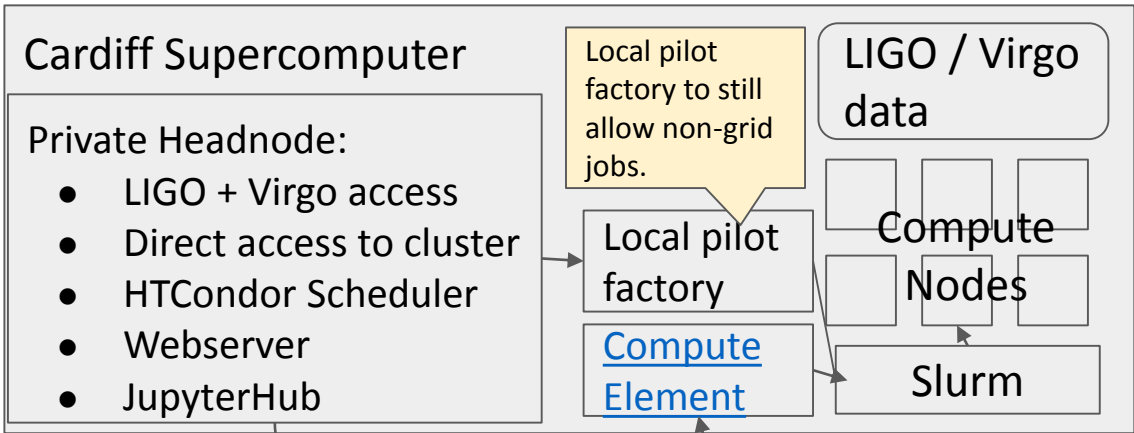 Cardiff Supercomputer
Private Headnode:
● LIGO + Virgo access
● Direct access to cluster
● HTCondor Scheduler
● Webserver
● JupyterHub
Local pilot
factory to still
allow non-grid
jobs.
Local pilot
factory
Compute
Element
LIGO / Virgo
data
Compute
Nodes
Slurm